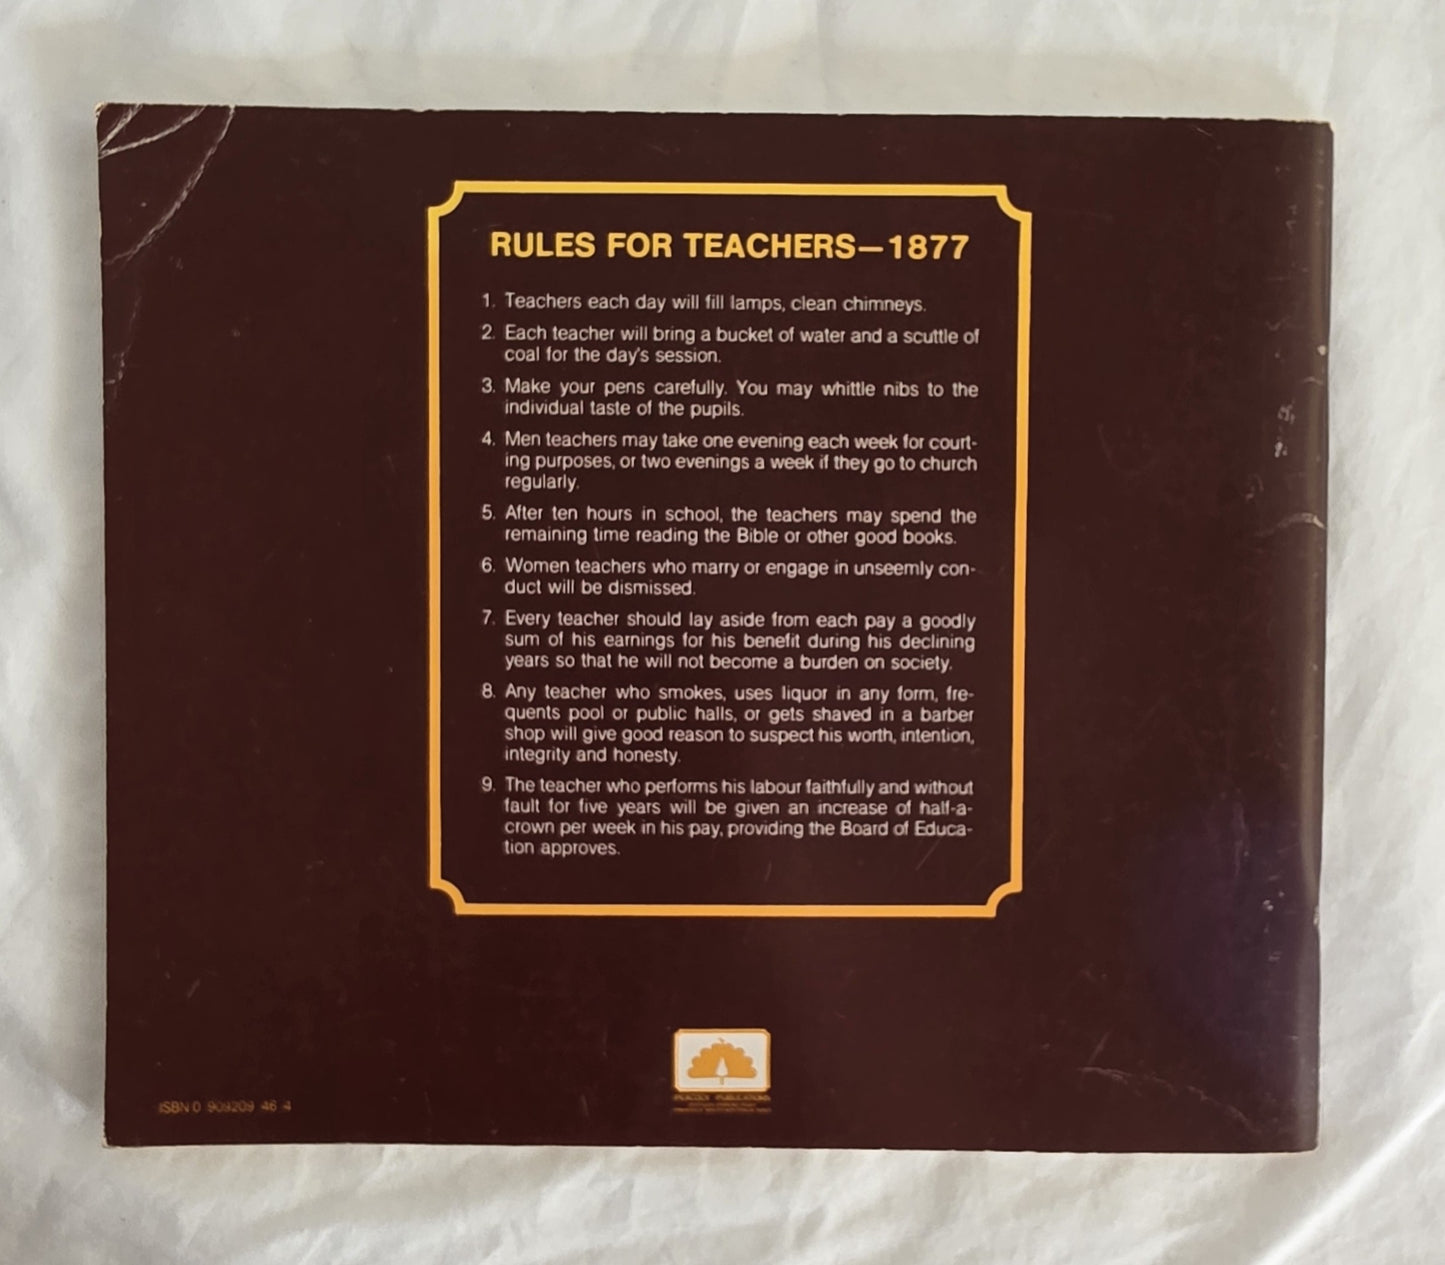 RULES FOR TEACHERS—1877
1. Teachers each day will fill lamps, clean chimneys.
2. Each teacher will bring a bucket of water and a scuttle of
coal for the day's session.
3. Make your pens carefully. You may whittle nibs to the
individual taste of the pupils.
4. Men teachers may take one evening each week for court-
ing purposes, or two evenings a week if they go to church
regularly.
5. After ten hours in school, the teachers may spend the
remaining time reading the Bible or other good books.
6. Women teachers who marry or engage in unseemly con-
duct will be dismissed.
7. Every teacher should lay aside from each pay a goodly
sum of his earnings for his benefit during his declining
years so that he will not become a burden on society.
8. Any teacher who smokes, uses liquor in any form, fre-
quents pool or public halls, or gets shaved in a barber
shop will give good reason to suspect his worth, intention,
integrity and honesty.
9. The teacher who performs his labour faithfully and without
fault for five years will be given an increase of half-a-
crown per week in his pay, providing the Board of Educa-
tion approves.
PEACOCK PUBLICATIONS
ISBN 0 909209 46 4